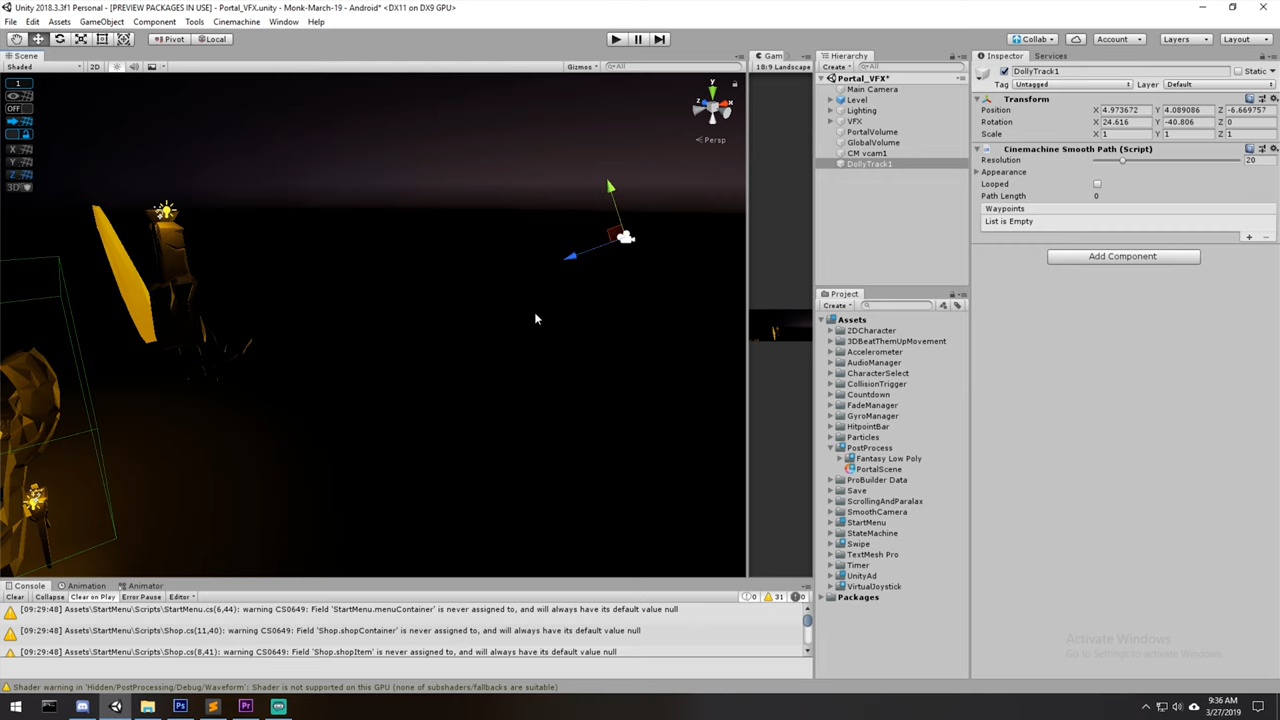 Unity 2018.3.3f1 Personal - [PREVIEW PACKAGES IN USE] - Portal_VFX.unity - Monk-March-19 - Android* <DX11 on DX9 GPU>
File Edit Assets GameObject Component Tools Cinemachine Window Help
Pivot Local Collab Account Layers Layout
Scene
Shaded 2D Gizmos All
1
OFF
X
Y
Z
3D
y
x
z
Persp
Gam
18:9 Landscape
Hierarchy
Create All
Portal_VFX*
Main Camera
Level
Lighting
VFX
PortalVolume
GlobalVolume
CM vcam1
DollyTrack1
Project
Create
Assets
2DCharacter
3DBeatThemUpMovement
Accelerometer
AudioManager
CharacterSelect
CollisionTrigger
Countdown
FadeManager
GyroManager
HitpointBar
Particles
PostProcess
Fantasy Low Poly
PortalScene
ProBuilder Data
Save
ScrollingAndParalax
SmoothCamera
StartMenu
StateMachine
Swipe
TextMesh Pro
Timer
UnityAd
VirtualJoystick
Packages
Inspector Services
DollyTrack1 Static
Tag Untagged Layer Default
Transform
Position X 4.973672 Y 4.089086 Z -6.669757
Rotation X 24.616 Y -40.806 Z 0
Scale X 1 Y 1 Z 1
Cinemachine Smooth Path (Script)
Resolution 20
Appearance
Looped
Path Length 0
Waypoints
List is Empty
Add Component
Console Animation Animator
Clear Collapse Clear on Play Error Pause Editor 0 31 0
[09:29:48] Assets\StartMenu\Scripts\StartMenu.cs(6,44): warning CS0649: Field 'StartMenu.menuContainer' is never assigned to, and will always have its default value null
[09:29:48] Assets\StartMenu\Scripts\Shop.cs(11,40): warning CS0649: Field 'Shop.shopContainer' is never assigned to, and will always have its default value null
[09:29:48] Assets\StartMenu\Scripts\Shop.cs(8,41): warning CS0649: Field 'Shop.shopItem' is never assigned to, and will always have its default value null
Shader warning in 'Hidden/PostProcessing/Debug/Waveform': Shader is not supported on this GPU (none of subshaders/fallbacks are suitable)
Activate Windows
Go to Settings to activate Windows.
Ps Pr
9:36 AM
3/27/2019